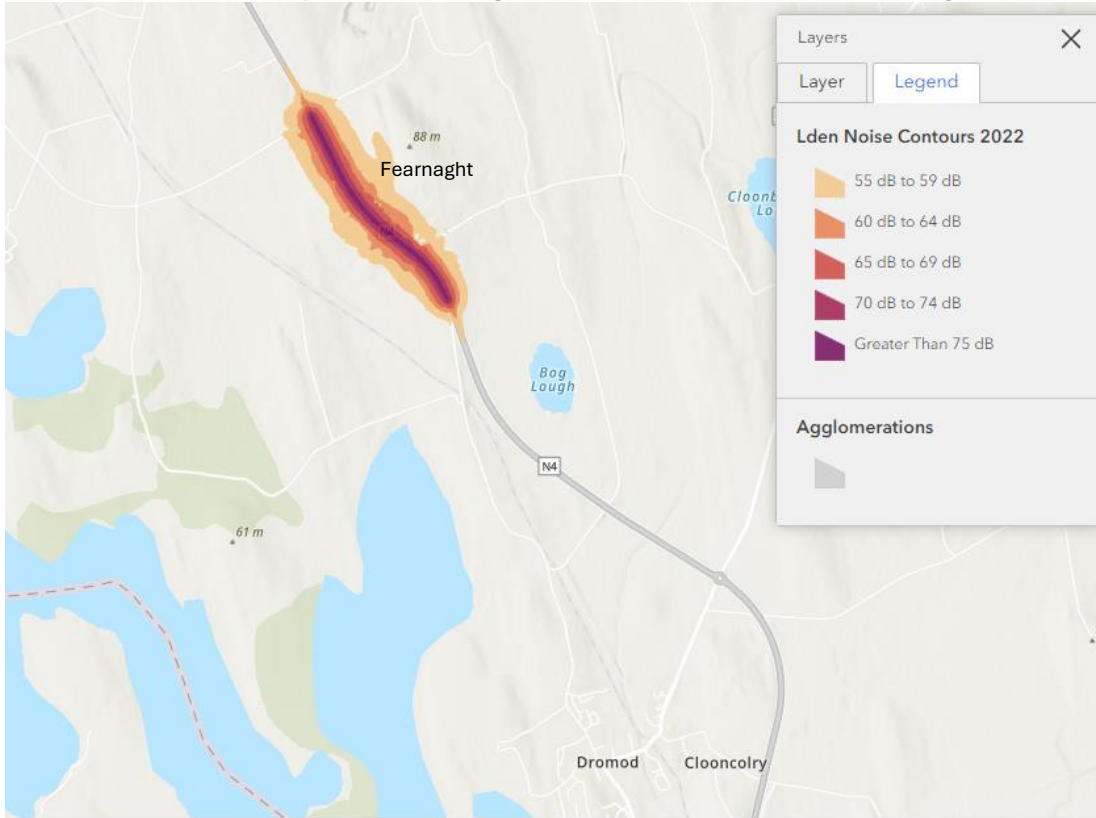 Layers
Layer
Legend
Lden Noise Contours 2022
55 dB to 59 dB
60 dB to 64 dB
65 dB to 69 dB
70 dB to 74 dB
Greater Than 75 dB
Agglomerations
88 m
Fearnaght
N4
Bog
Lough
N4
61 m
Dromod
Clooncolry